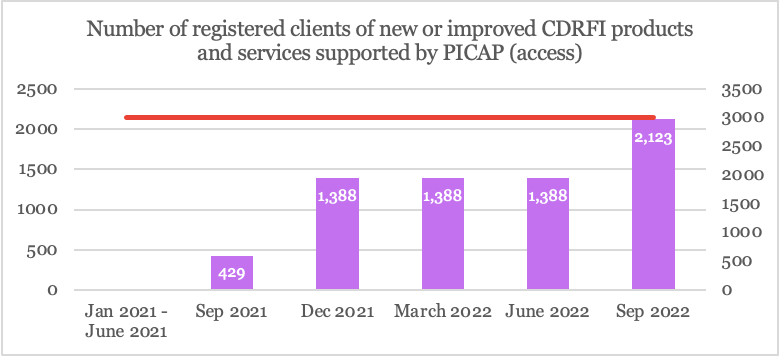 Number of registered clients of new or improved CDRFI products
and services supported by PICAP (access)
2500
2000
1500
1000
500
0
3500
3000
2500
2000
1500
1000
500
0
429
1,388
1,388
1,388
2,123
Jan 2021 -
June 2021
Sep 2021
Dec 2021
March 2022
June 2022
Sep 2022